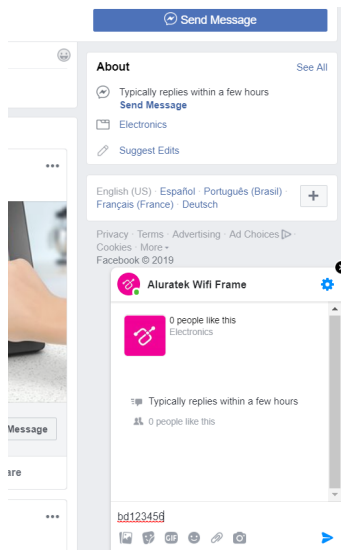 Send Message
About
See All
Typically replies within a few hours
Send Message
Electronics
Suggest Edits
English (US) · Español · Português (Brasil) ·
Français (France) · Deutsch
Privacy · Terms · Advertising · Ad Choices ·
Cookies · More
Facebook © 2019
Message
are
Aluratek Wifi Frame
0 people like this
Electronics
Typically replies within a few hours
0 people like this
bd123456
GIF